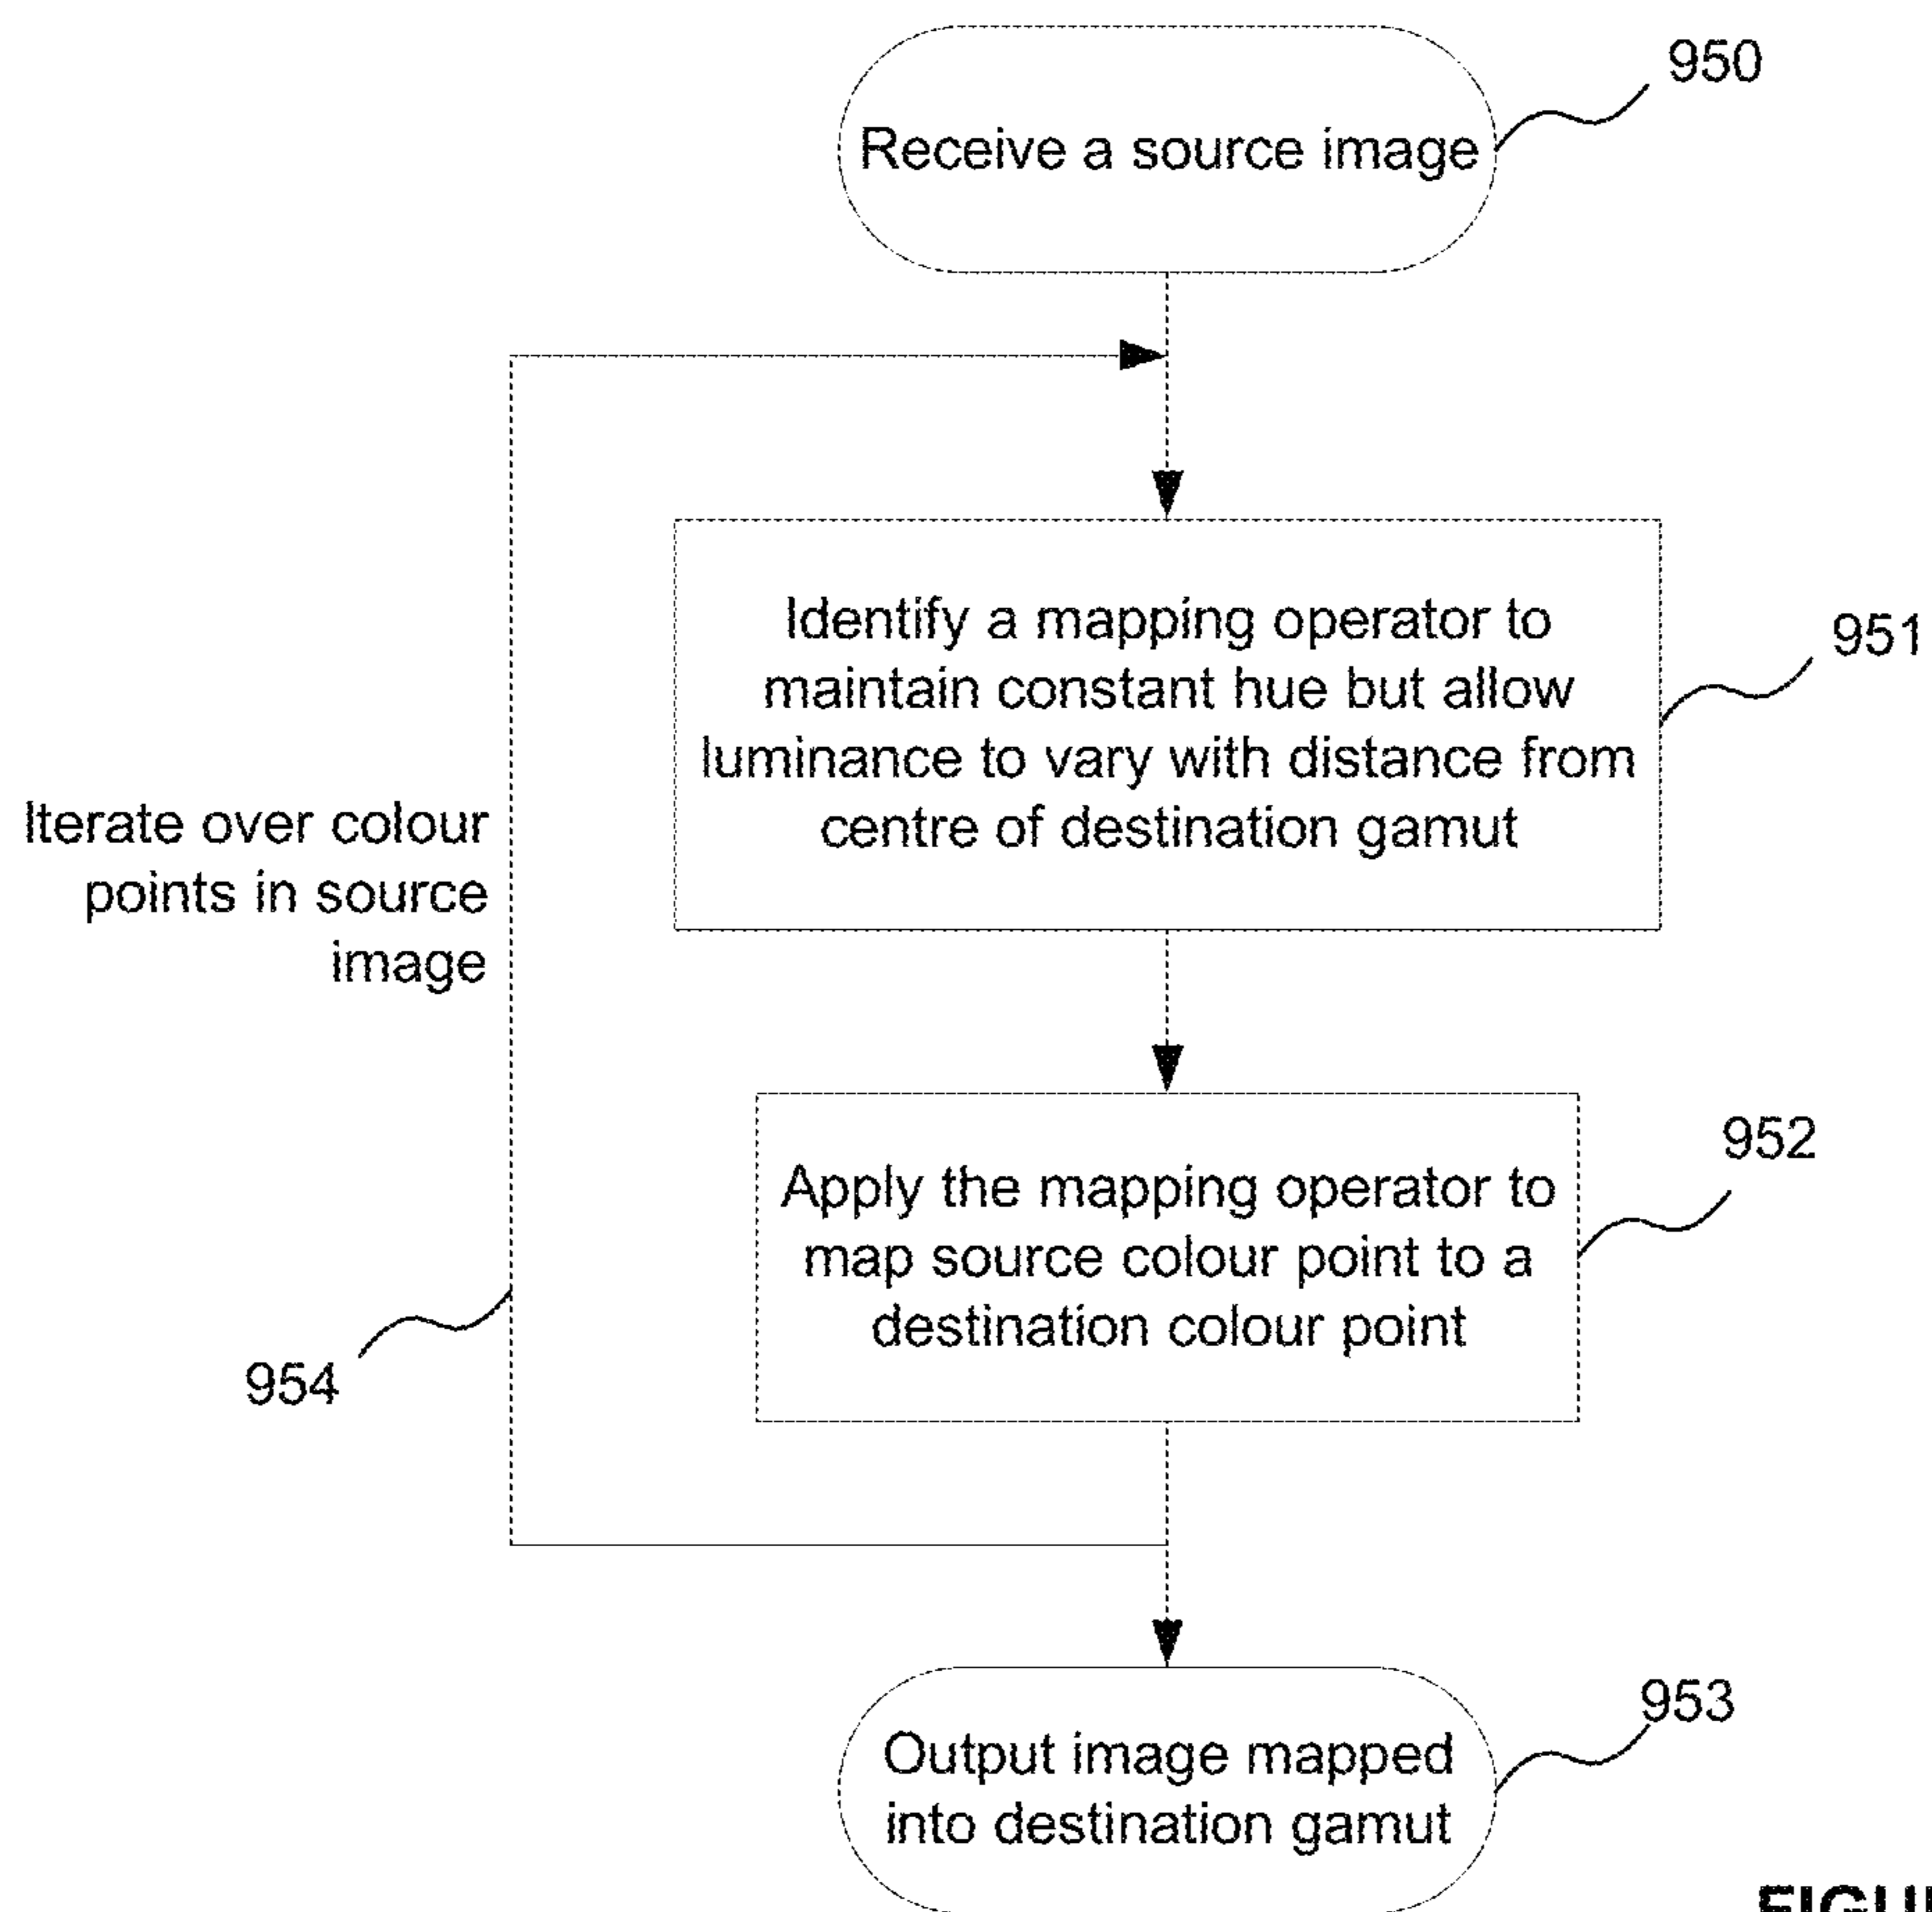 950
Receive a source image
Identify a mapping operator to
maintain constant hue but allow
luminance to vary with distance from
centre of destination gamut
951
Iterate over colour
points in source
image
952
Apply the mapping operator to
map source colour point to a
destination colour point
954
953
Output image mapped
into destination gamut